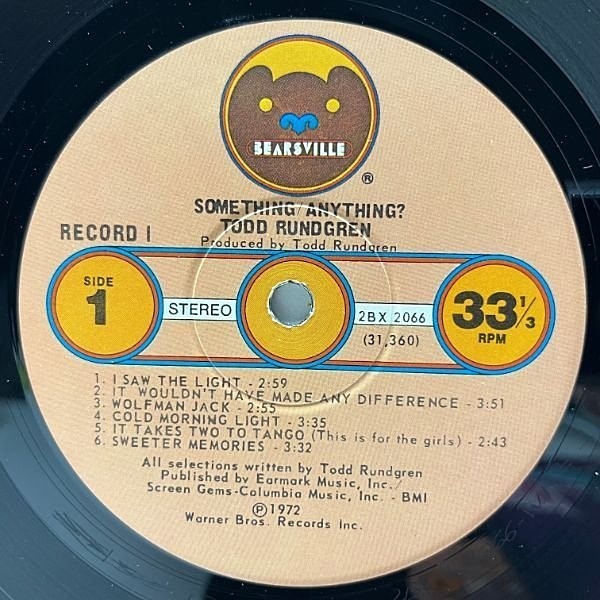 BEARSVILLE
®
SOMETHING/ANYTHING?
TODD RUNDGREN
RECORD I
Produced by Todd Rundgren
SIDE
1
STEREO
2BX 2066
(31,360)
33 1/3
RPM
1. I SAW THE LIGHT - 2:59
2. IT WOULDN'T HAVE MADE ANY DIFFERENCE - 3:51
3. WOLFMAN JACK - 2:55
4. COLD MORNING LIGHT - 3:35
5. IT TAKES TWO TO TANGO (This is for the girls) - 2:43
6. SWEETER MEMORIES - 3:32
All selections written by Todd Rundgren
Published by Earmark Music, Inc./
Screen Gems-Columbia Music, Inc. - BMI
℗1972
Warner Bros. Records Inc.